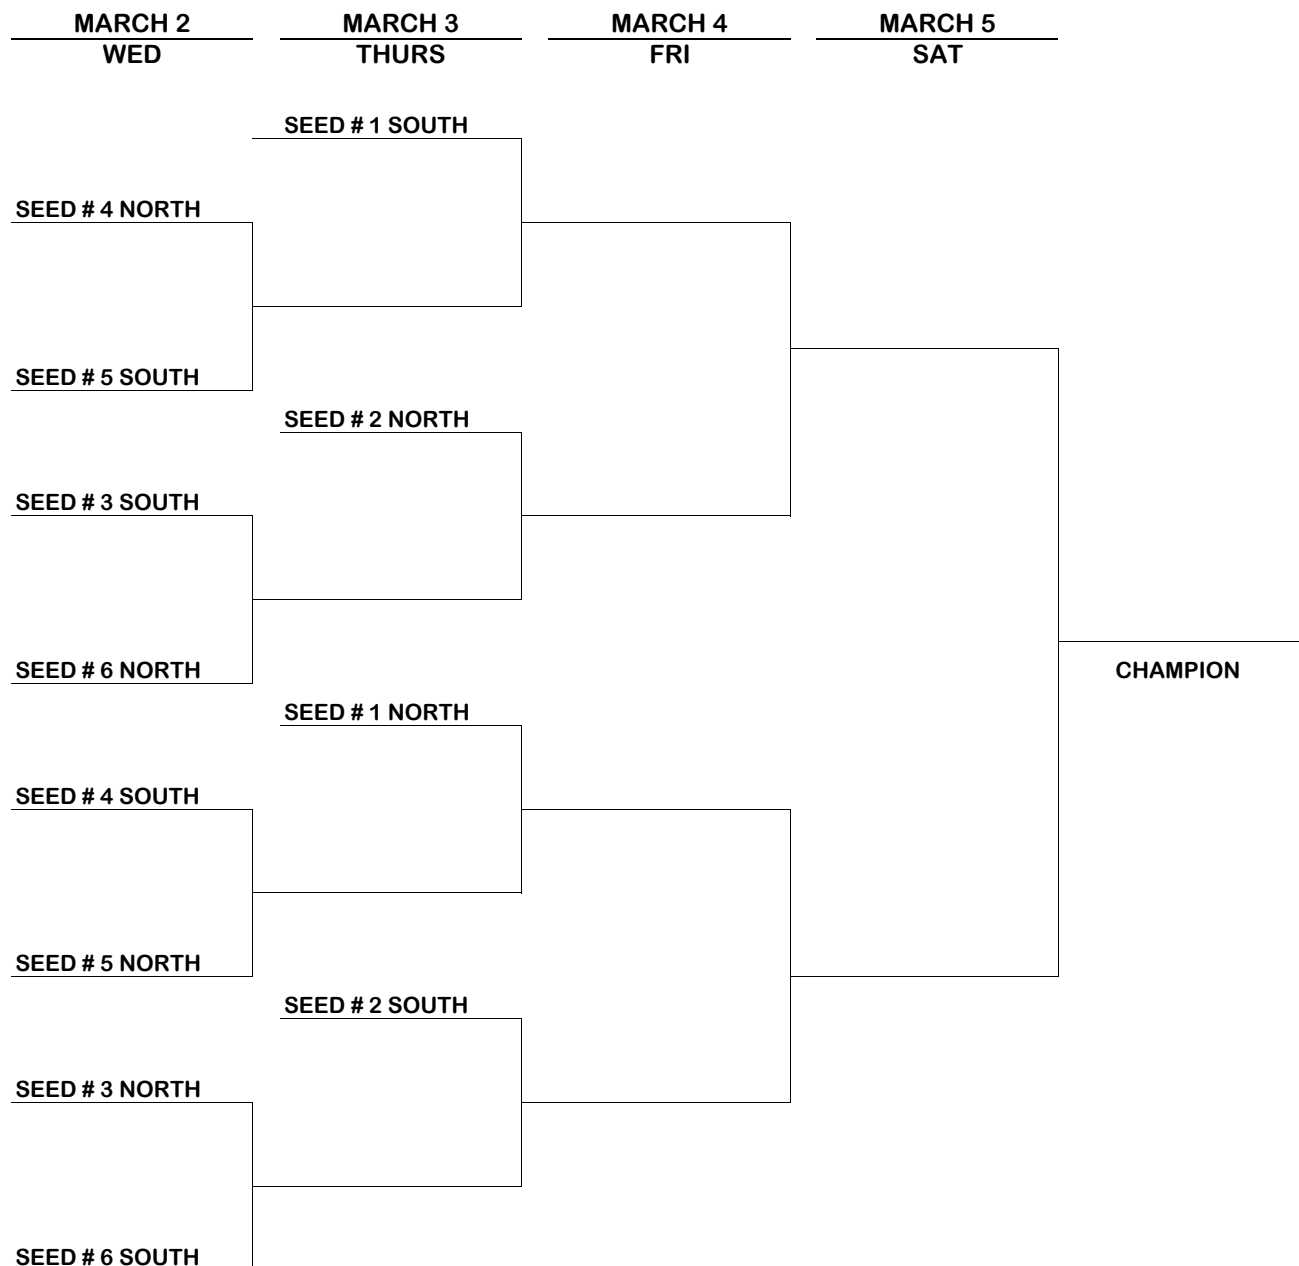 MARCH 2 MARCH 3 MARCH 4 MARCH 5
WED THURS FRI SAT
SEED # 1 SOUTH
SEED # 4 NORTH
SEED # 5 SOUTH
SEED # 2 NORTH
SEED # 3 SOUTH
SEED # 6 NORTH
CHAMPION
SEED # 1 NORTH
SEED # 4 SOUTH
SEED # 5 NORTH
SEED # 2 SOUTH
SEED # 3 NORTH
SEED # 6 SOUTH